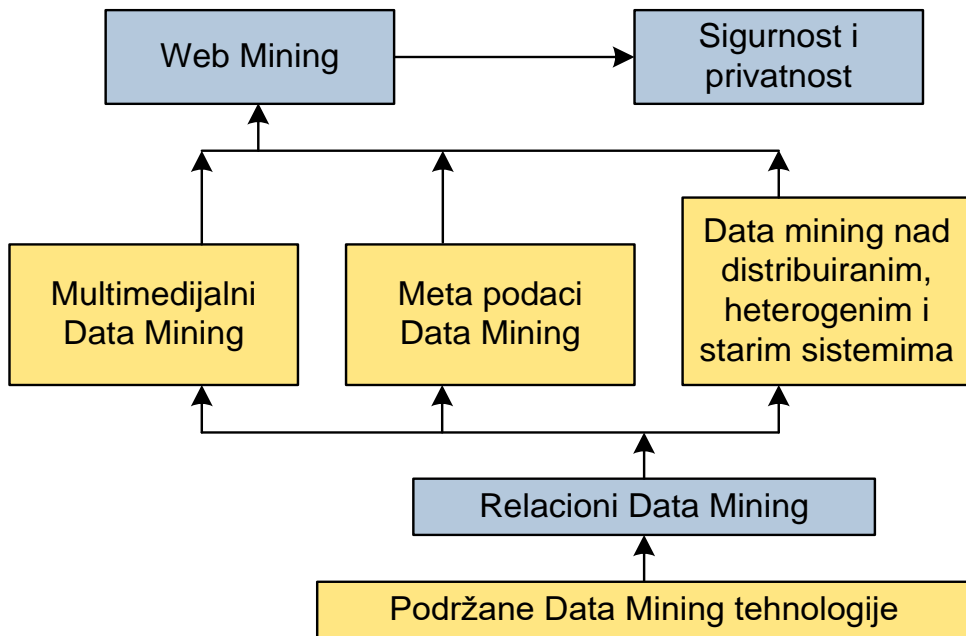 Web Mining
Sigurnost i
privatnost
Multimedijalni
Data Mining
Meta podaci
Data Mining
Data mining nad
distribuiranim,
heterogenim i
starim sistemima
Relacioni Data Mining
Podržane Data Mining tehnologije